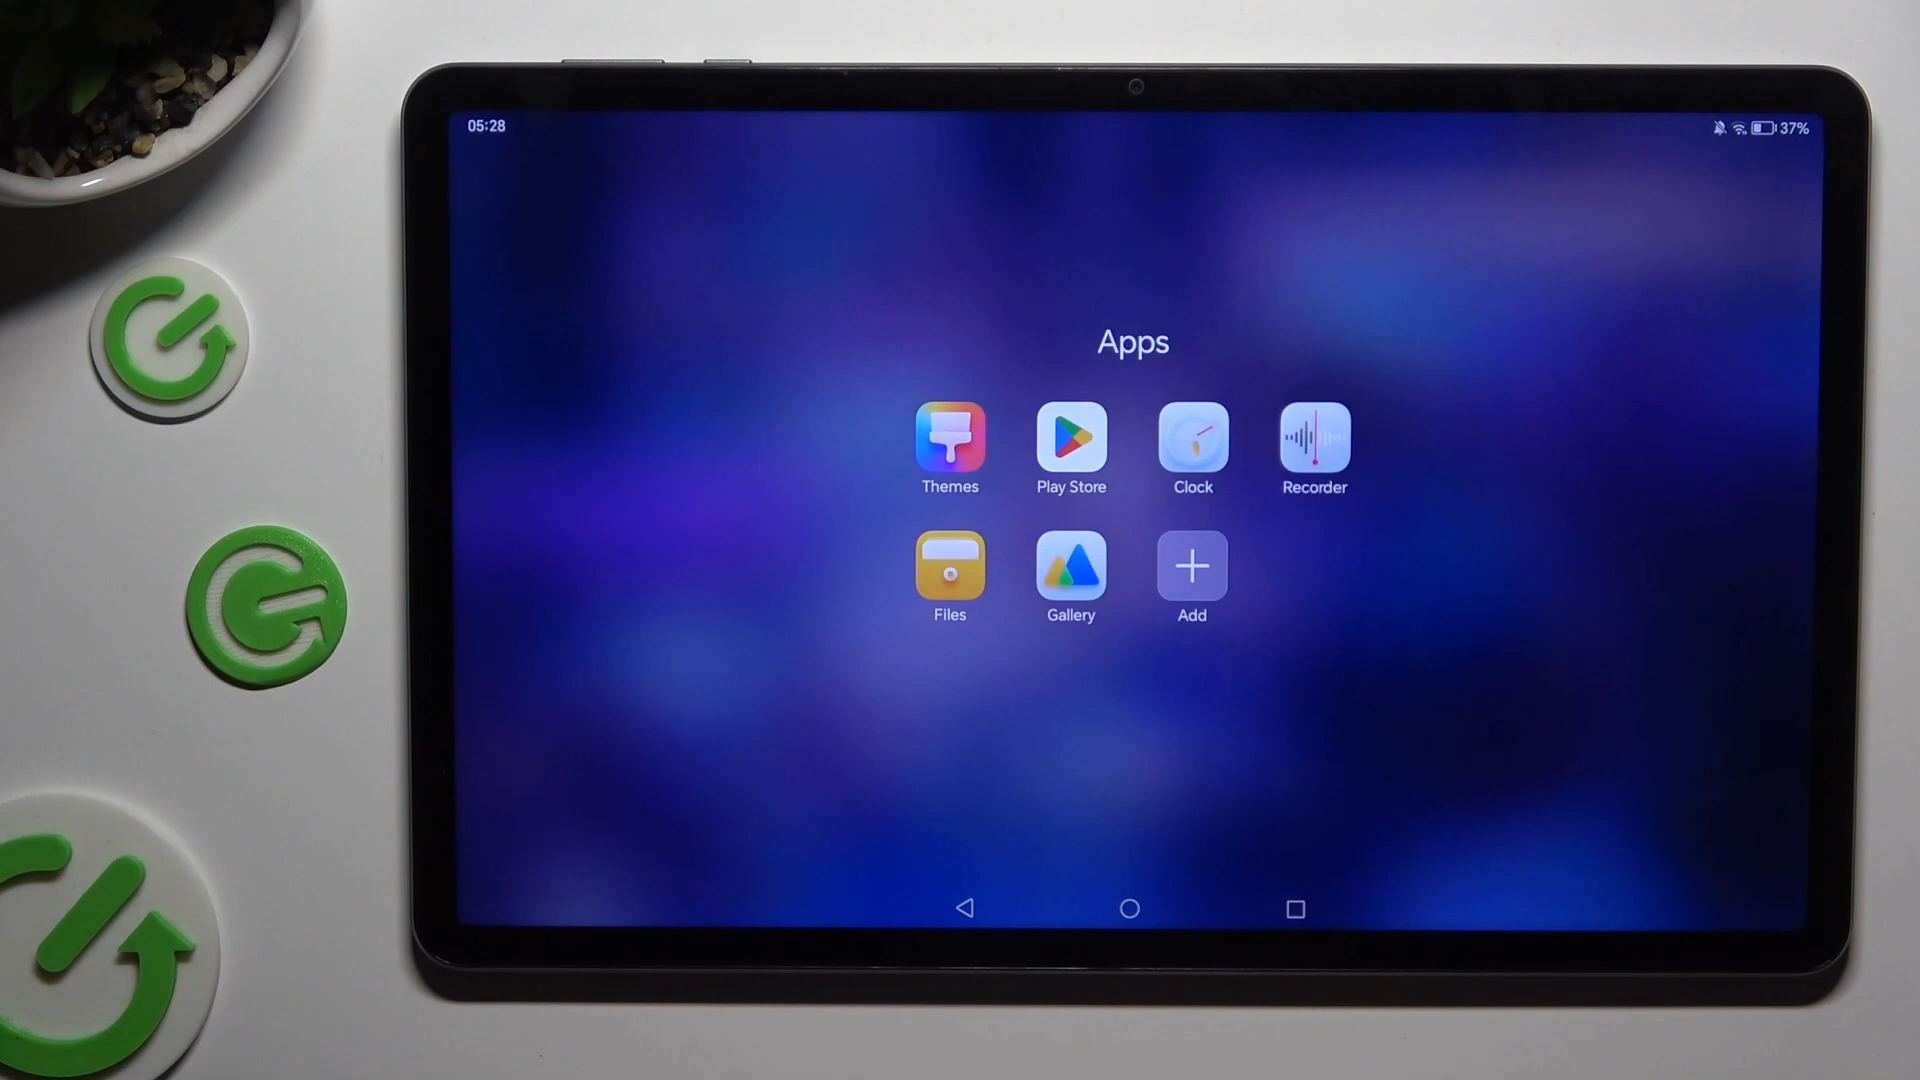 05:28
37%
Apps
Themes
Play Store
Clock
Recorder
Files
Gallery
Add